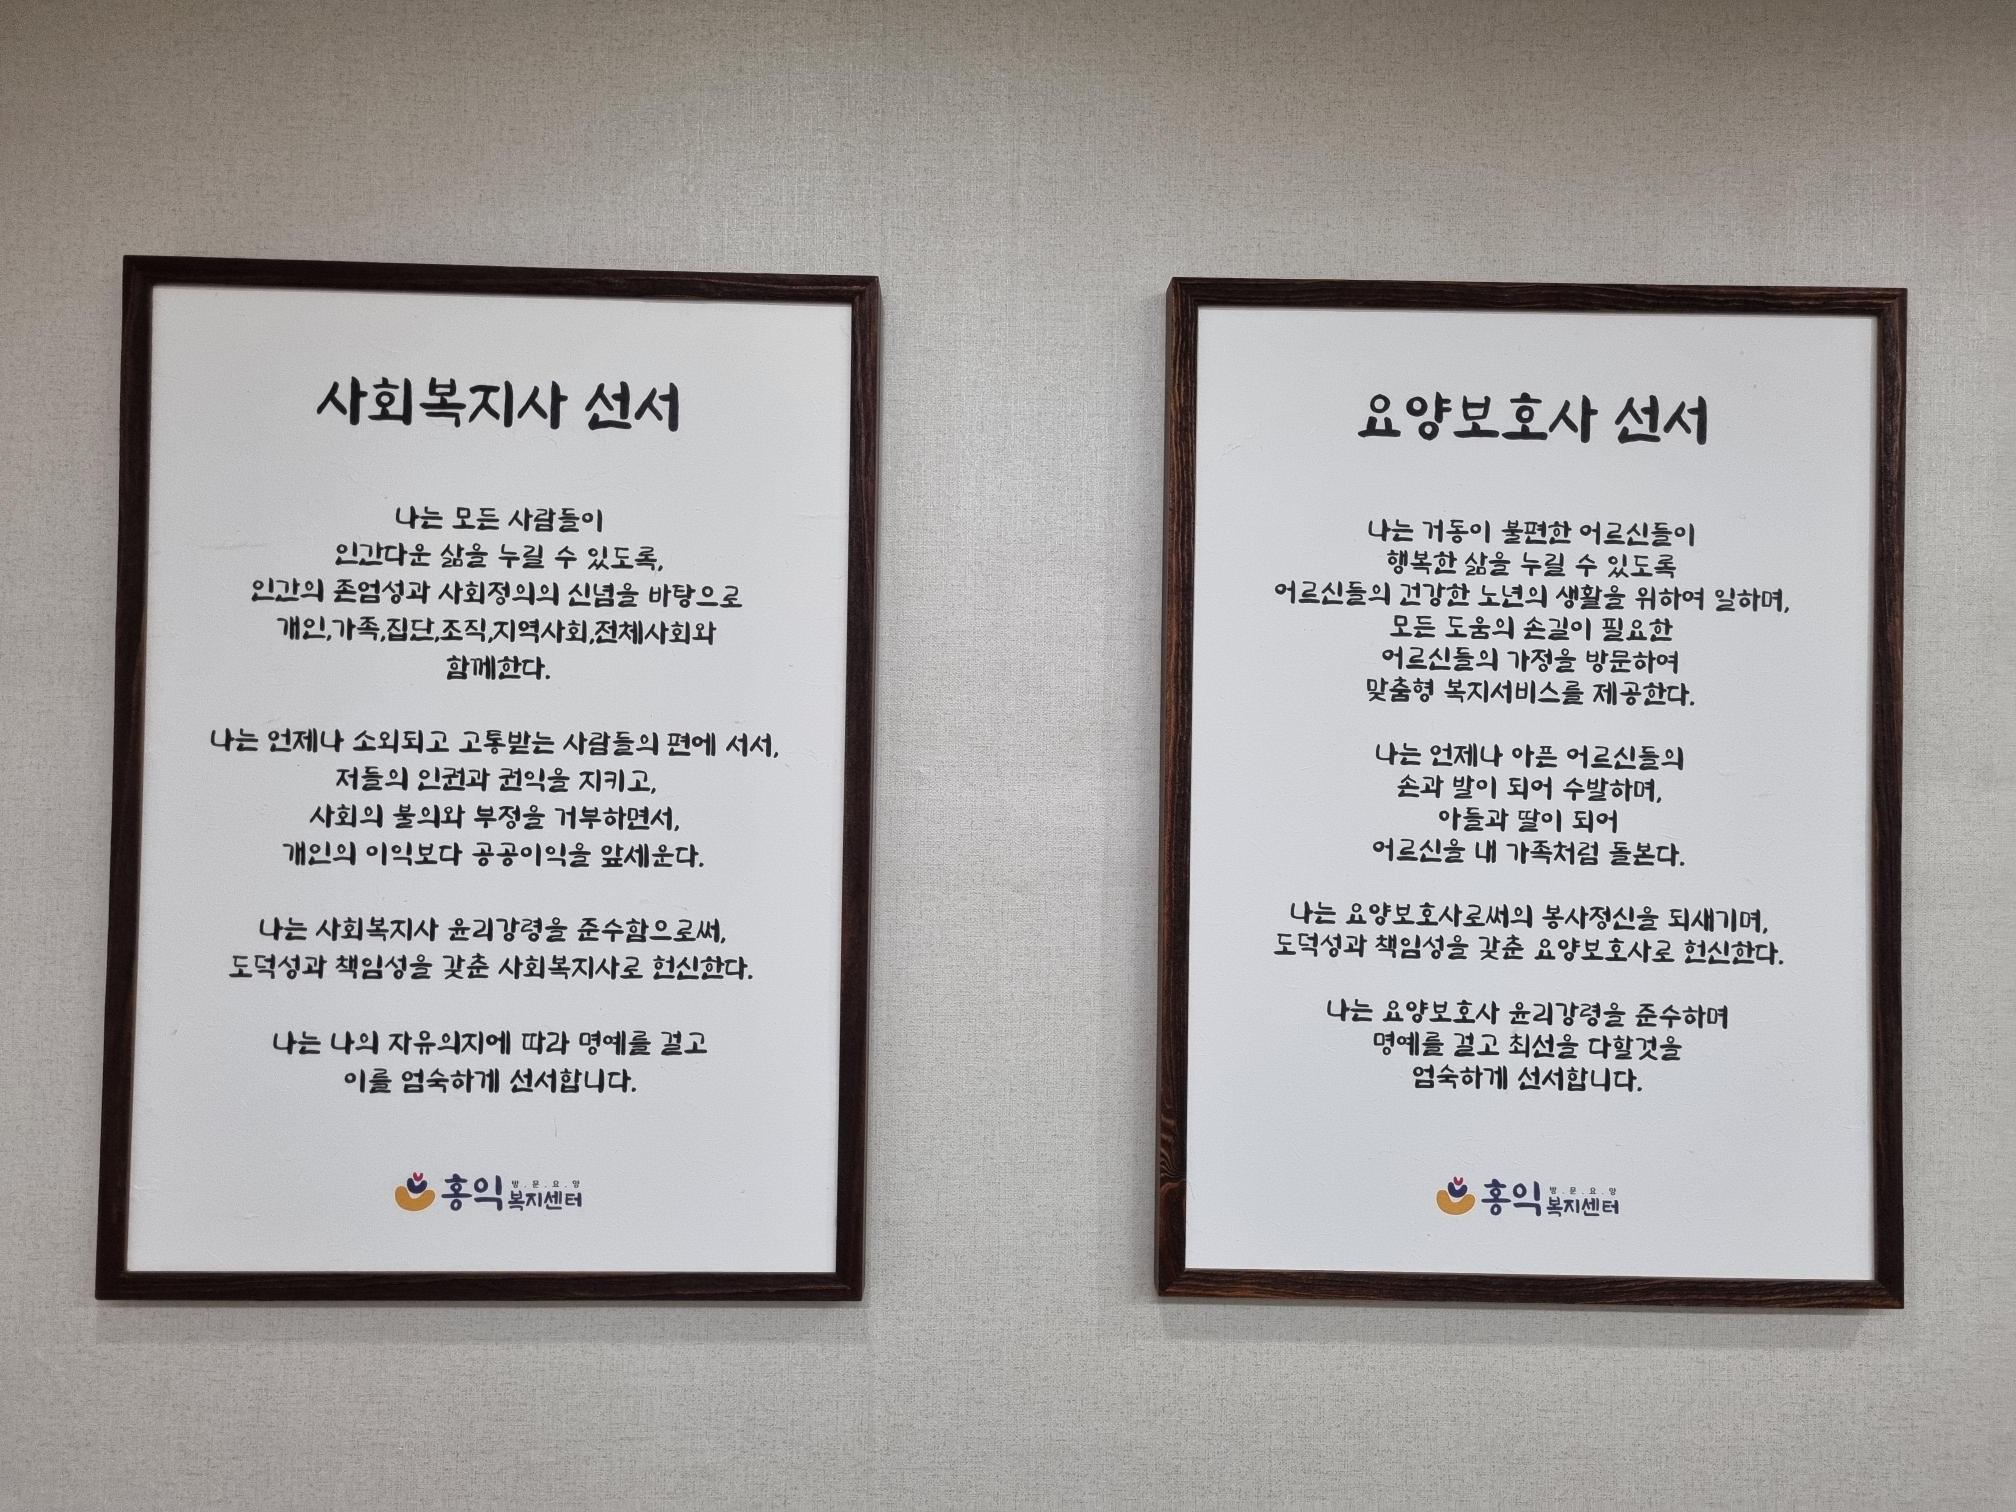 사회복지사 선서
나는 모든 사람들이
인간다운 삶을 누릴 수 있도록,
인간의 존엄성과 사회정의의 신념을 바탕으로
개인,가족,집단,조직,지역사회,전체사회와
함께한다.
나는 언제나 소외되고 고통받는 사람들의 편에 서서,
저들의 인권과 권익을 지키고,
사회의 불의와 부정을 거부하면서,
개인의 이익보다 공공이익을 앞세운다.
나는 사회복지사 윤리강령을 준수함으로써,
도덕성과 책임성을 갖춘 사회복지사로 헌신한다.
나는 나의 자유의지에 따라 명예를 걸고
이를 엄숙하게 선서합니다.
홍익 방.문.요.양
복지센터
요양보호사 선서
나는 거동이 불편한 어르신들이
행복한 삶을 누릴 수 있도록
어르신들의 건강한 노년의 생활을 위하여 일하며,
모든 도움의 손길이 필요한
어르신들의 가정을 방문하여
맞춤형 복지서비스를 제공한다.
나는 언제나 아픈 어르신들의
손과 발이 되어 수발하며,
아들과 딸이 되어
어르신을 내 가족처럼 돌본다.
나는 요양보호사로써의 봉사정신을 되새기며,
도덕성과 책임성을 갖춘 요양보호사로 헌신한다.
나는 요양보호사 윤리강령을 준수하며
명예를 걸고 최선을 다할것을
엄숙하게 선서합니다.
홍익 방.문.요.양
복지센터